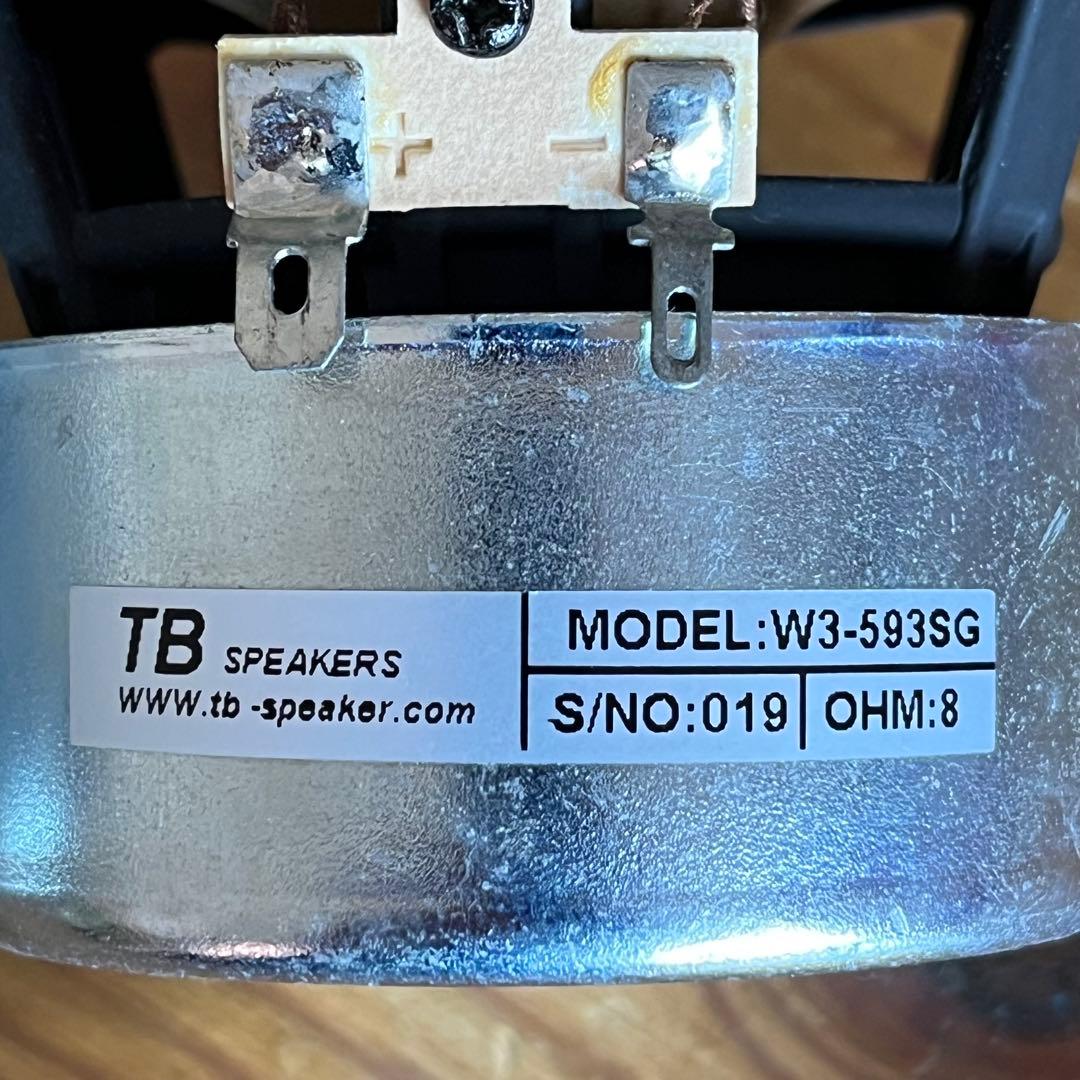 + −
TB SPEAKERS
WWW.tb -speaker.com
MODEL:W3-593SG
S/NO:019
OHM:8